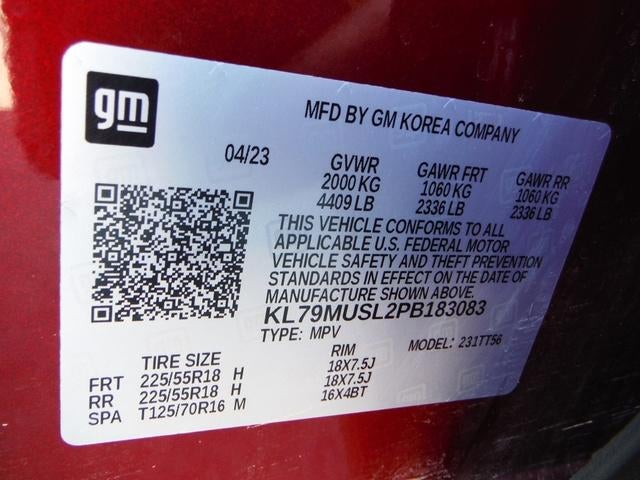 gm
MFD BY GM KOREA COMPANY
04/23 GVWR GAWR FRT GAWR RR
2000 KG 1060 KG 1060 KG
4409 LB 2336 LB 2336 LB
THIS VEHICLE CONFORMS TO ALL
APPLICABLE U.S. FEDERAL MOTOR
VEHICLE SAFETY AND THEFT PREVENTION
STANDARDS IN EFFECT ON THE DATE OF
MANUFACTURE SHOWN ABOVE.
KL79MUSL2PB183083
TYPE: MPV MODEL: 231TT56
TIRE SIZE RIM
FRT 225/55R18 H 18X7.5J
RR 225/55R18 H 18X7.5J
SPA T125/70R16 M 16X4BT